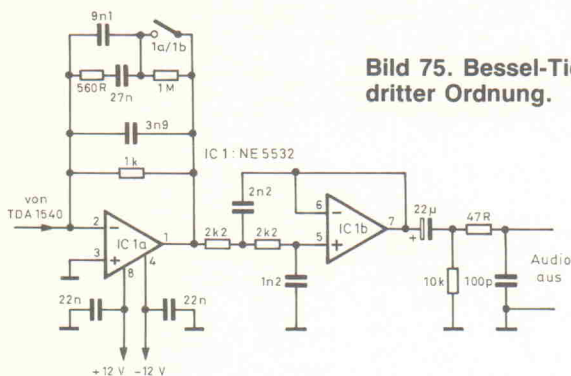 9n1
1a/1b
560R
27n
1M
3n9
1k
Bild 75. Bessel-Tie
dritter Ordnung.
IC 1 : NE 5532
von
TDA 1540
2
3
1
IC 1a
8
4
22n
22n
+12 V
-12 V
2k2
2n2
2k2
1n2
6
5
7
IC 1b
22µ
+
10k
47R
100p
Audio
aus